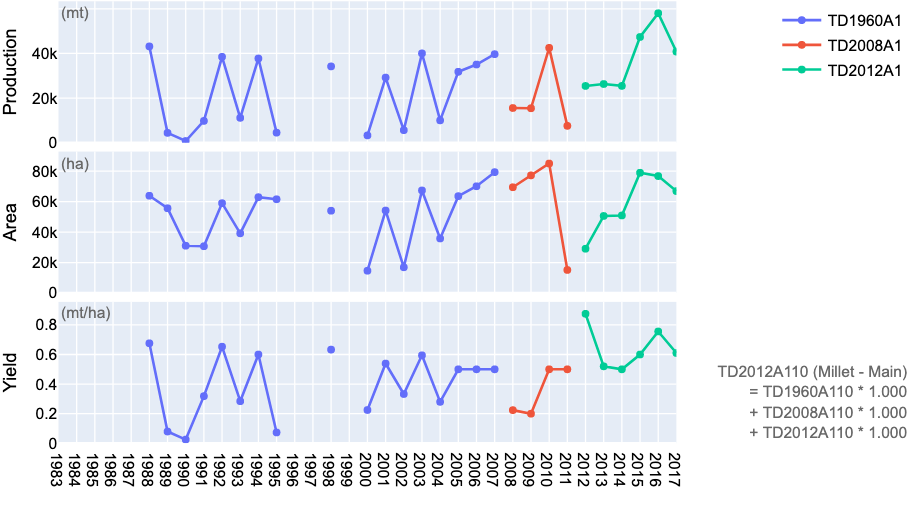 (mt)
Production
40k
20k
0
TD1960A1
TD2008A1
TD2012A1
(ha)
Area
80k
60k
40k
20k
0
(mt/ha)
Yield
0.8
0.6
0.4
0.2
0
TD2012A110 (Millet - Main)
= TD1960A110 * 1.000
+ TD2008A110 * 1.000
+ TD2012A110 * 1.000
1983
1984
1985
1986
1987
1988
1989
1990
1991
1992
1993
1994
1995
1996
1998
1999
2000
2001
2002
2003
2004
2005
2006
2007
2008
2009
2010
2011
2012
2013
2014
2015
2016
2017